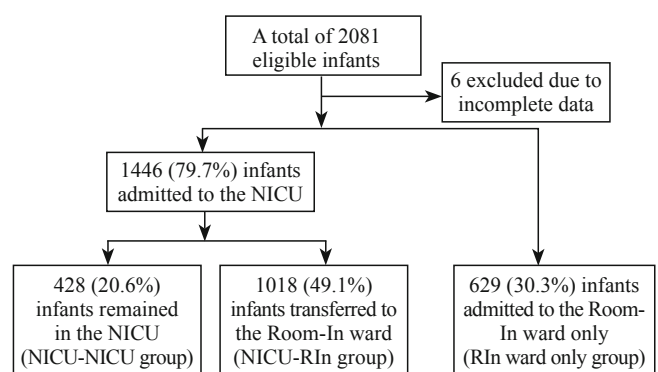 A total of 2081
eligible infants
6 excluded due to
incomplete data
1446 (79.7%) infants
admitted to the NICU
428 (20.6%)
infants remained
in the NICU
(NICU-NICU group)
1018 (49.1%)
infants transferred to
the Room-In ward
(NICU-RIn group)
629 (30.3%) infants
admitted to the Room-
In ward only
(RIn ward only group)